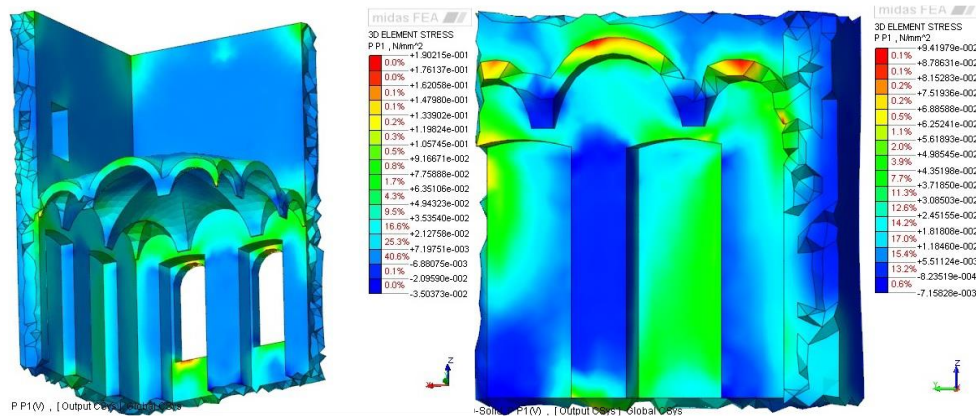 midas FEA
3D ELEMENT STRESS
P P1 , N/mm^2
+1.90215e-001
0.0%
+1.76137e-001
0.0%
+1.62058e-001
0.1%
+1.47980e-001
0.1%
+1.33902e-001
0.2%
+1.19824e-001
0.3%
+1.05745e-001
0.5%
+9.16671e-002
0.8%
+7.75888e-002
1.7%
+6.35106e-002
4.3%
+4.94323e-002
9.5%
+3.53540e-002
16.6%
+2.12758e-002
25.3%
+7.19751e-003
40.6%
-6.88075e-003
0.1%
-2.09590e-002
0.0%
-3.50373e-002
Z
P P1(V) , [ Output CSys ] Global CSys
midas FEA
3D ELEMENT STRESS
P P1 , N/mm^2
+9.41979e-002
0.1%
+8.78631e-002
0.1%
+8.15283e-002
0.2%
+7.51936e-002
0.2%
+6.88588e-002
0.5%
+6.25241e-002
1.1%
+5.61893e-002
2.0%
+4.98545e-002
3.9%
+4.35198e-002
7.7%
+3.71850e-002
11.3%
+3.08503e-002
12.6%
+2.45155e-002
14.2%
+1.81808e-002
17.0%
+1.18460e-002
15.4%
+5.51124e-003
13.2%
-8.23519e-004
0.6%
-7.15828e-003
Z
P P1(V) , [ Output CSys ] Global CSys